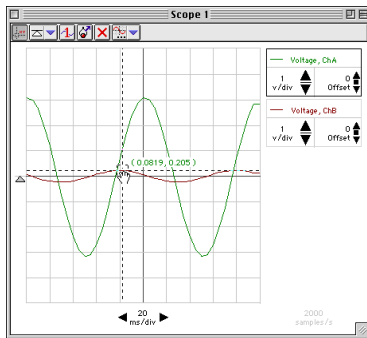 Scope 1
Voltage, ChA
1
v/div
0
Offset
Voltage, ChB
1
v/div
0
Offset
(0.0819, 0.205)
20
ms/div
2000
samples/s